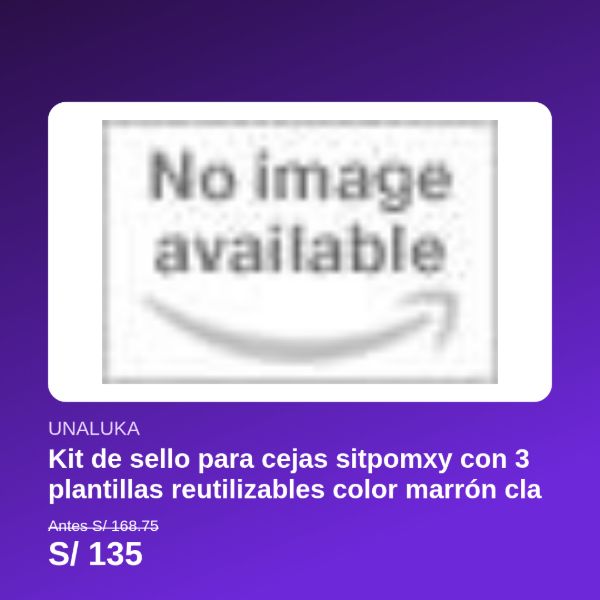 No image
available
UNALUKA
Kit de sello para cejas sitpomxy con 3
plantillas reutilizables color marrón cla
Antes S/ 168.75
S/ 135